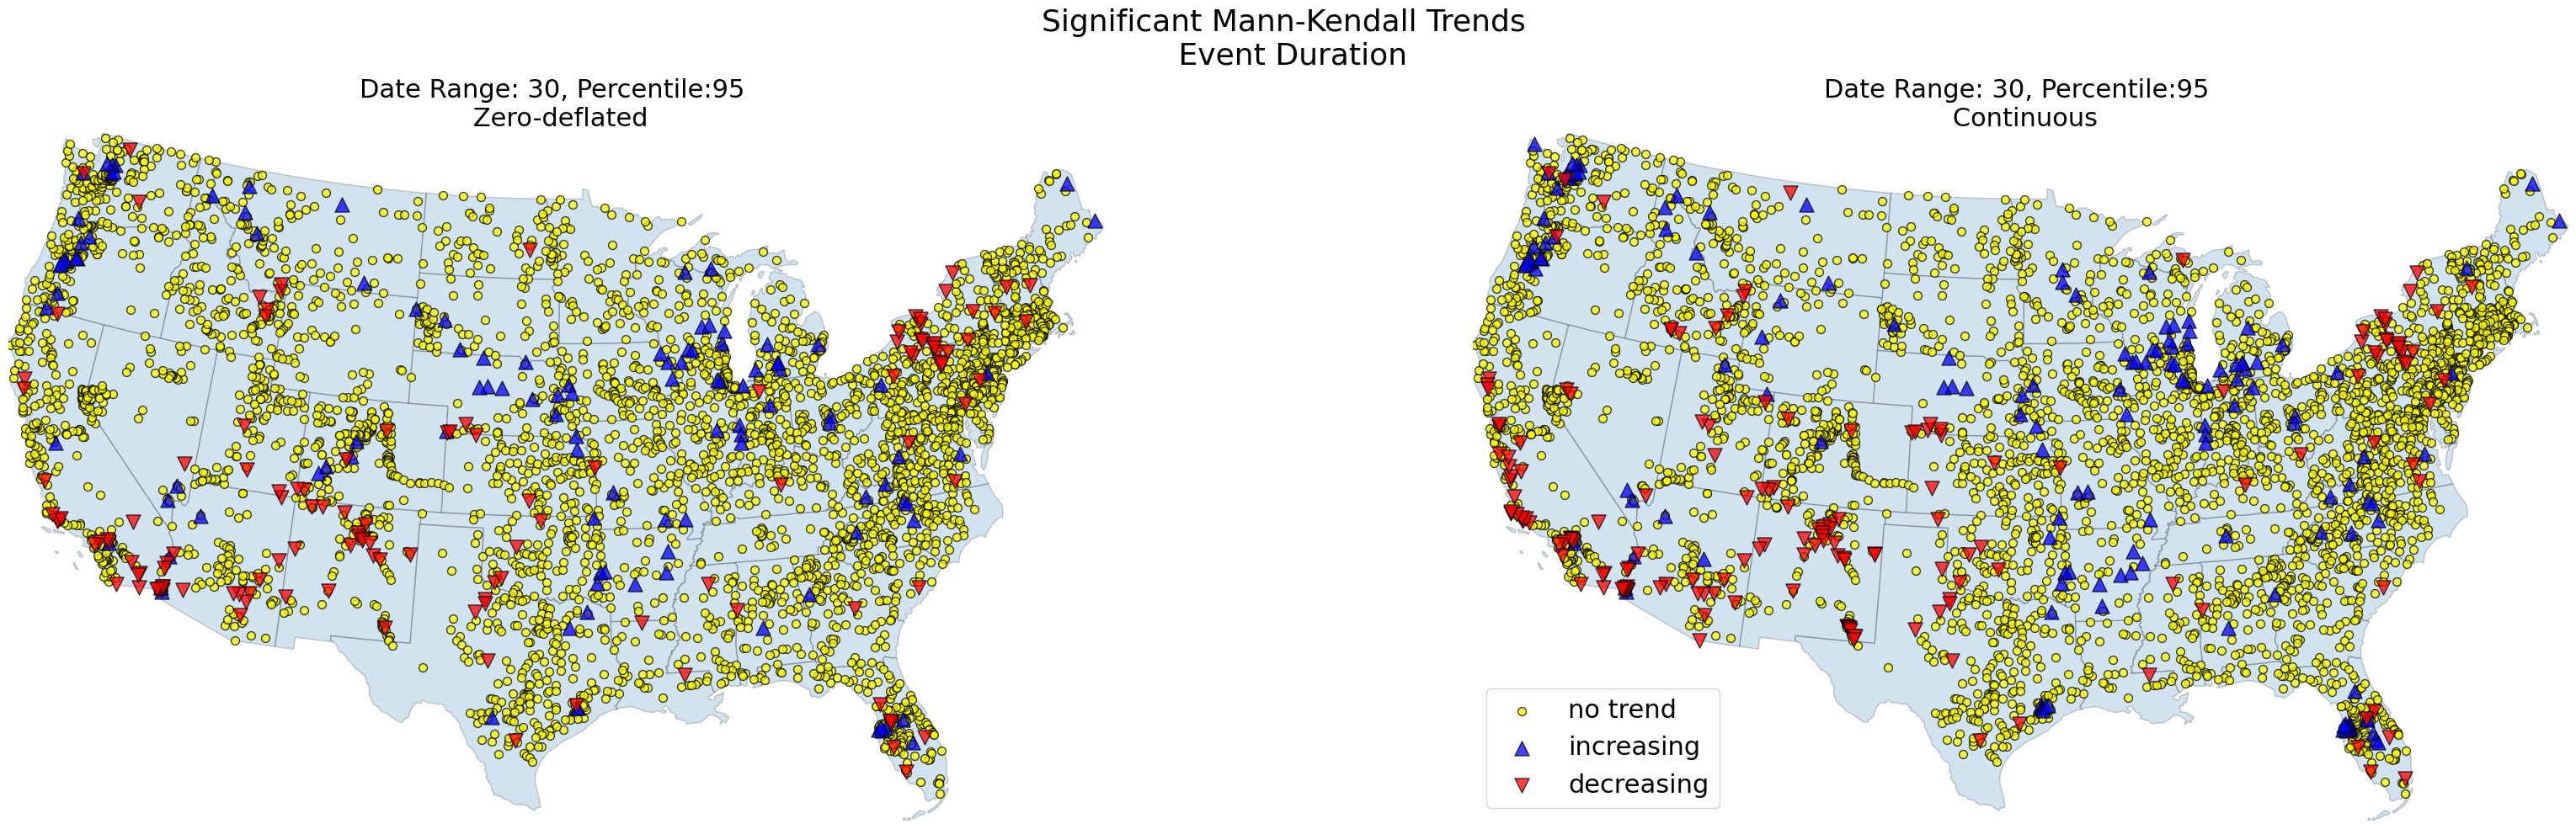 Significant Mann-Kendall Trends
Event Duration
Date Range: 30, Percentile:95
Zero-deflated
Date Range: 30, Percentile:95
Continuous
no trend
increasing
decreasing